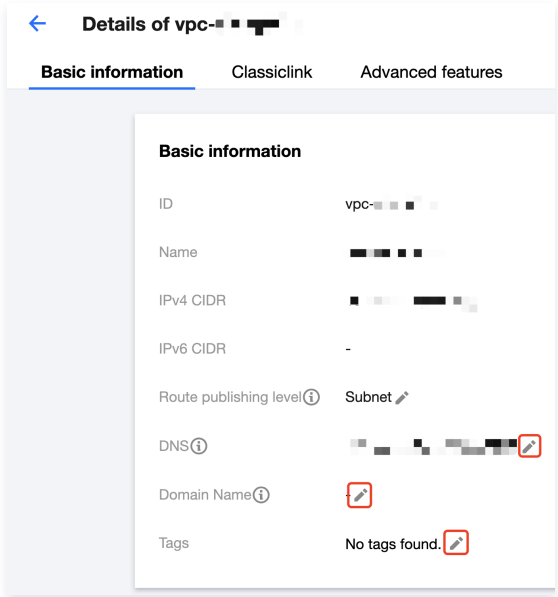 Details of vpc-
Basic information Classiclink Advanced features
Basic information
ID vpc-
Name
IPv4 CIDR
IPv6 CIDR -
Route publishing level Subnet
DNS
Domain Name -
Tags No tags found.